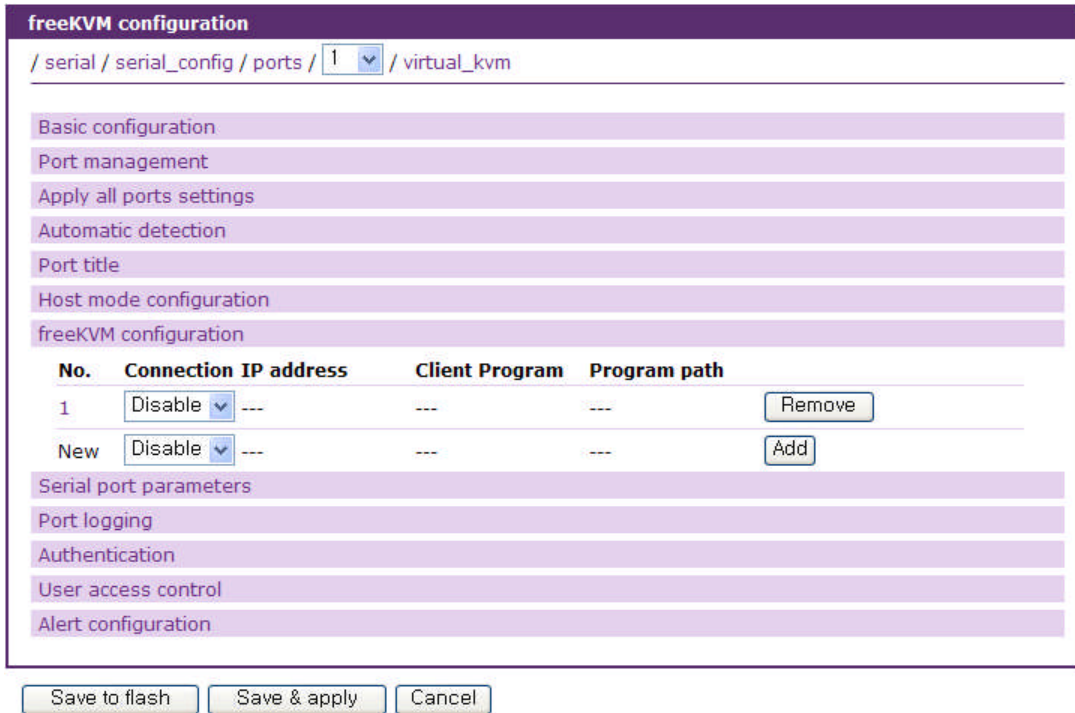 freeKVM configuration
/ serial / serial_config / ports / 1 / virtual_kvm
Basic configuration
Port management
Apply all ports settings
Automatic detection
Port title
Host mode configuration
freeKVM configuration
No. Connection IP address Client Program Program path
1 Disable --- --- --- Remove
New Disable --- --- --- Add
Serial port parameters
Port logging
Authentication
User access control
Alert configuration
Save to flash Save & apply Cancel